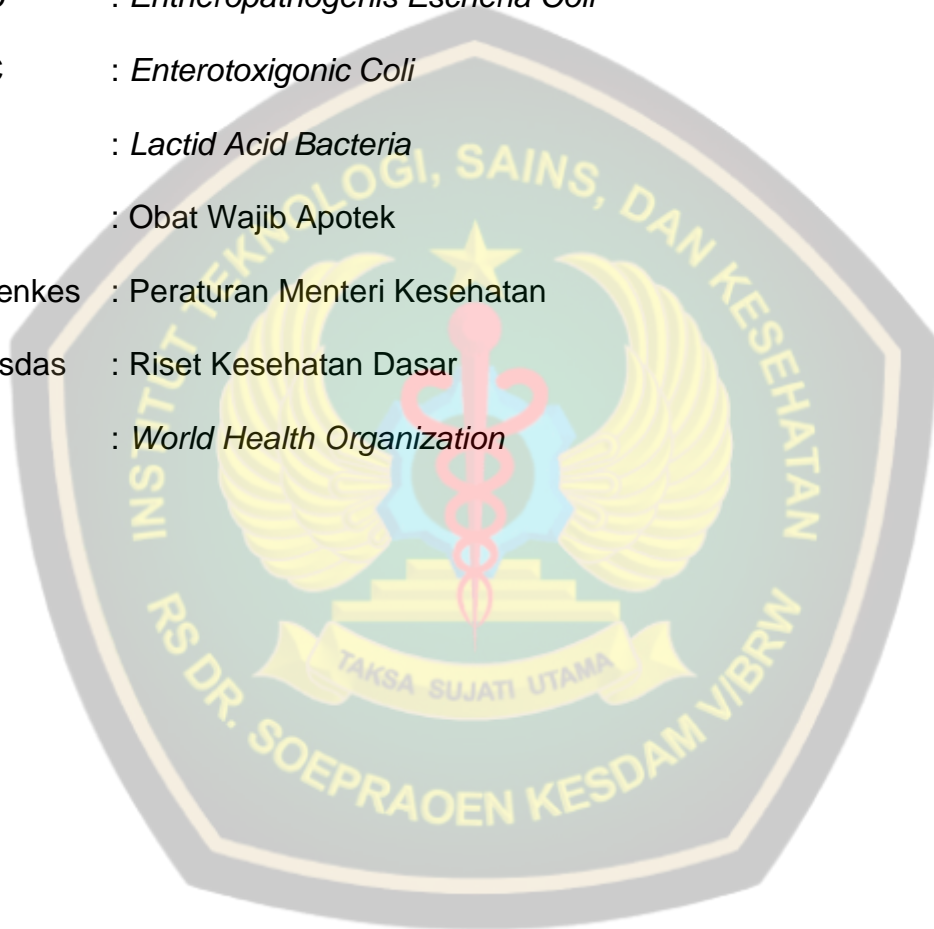 : Entheropathogenis Escheria Coli
C : Enterotoxigonic Coli
: Lactid Acid Bacteria
: Obat Wajib Apotek
enkes : Peraturan Menteri Kesehatan
sdas : Riset Kesehatan Dasar
: World Health Organization
INSTITUT TEKNOLOGI, SAINS, DAN KESEHATAN
TAKSA SUJATI UTAMA
RS DR. SOEPRAOEN KESDAM V/BRW